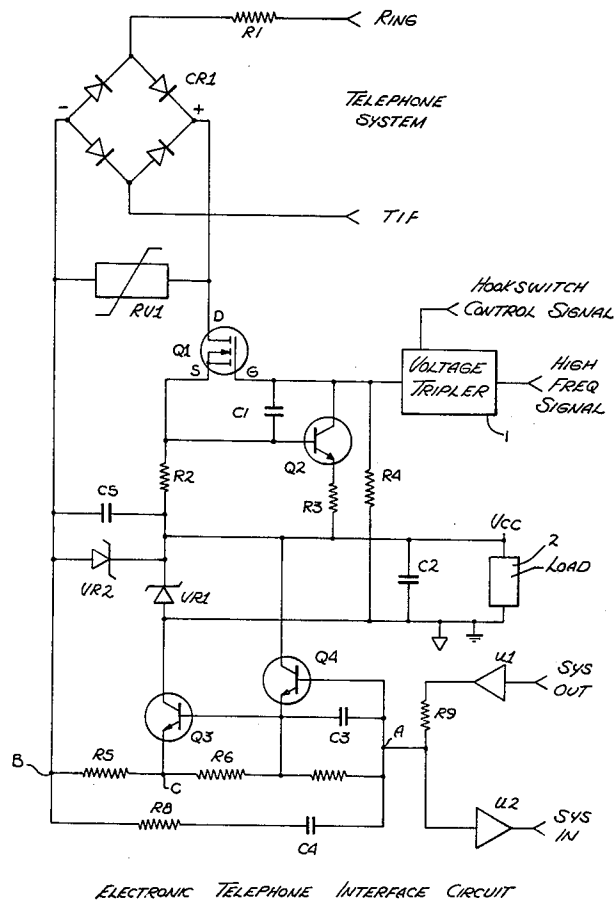 R1
RING
CR1
-
+
TELEPHONE
SYSTEM
TIF
RV1
HOOKSWITCH
CONTROL SIGNAL
D
Q1
S
G
VOLTAGE
TRIPLER
HIGH
FREQ
SIGNAL
1
C1
Q2
R2
R3
R4
C5
VCC
2
LOAD
C2
VR2
VR1
Q4
U1
SYS
OUT
Q3
C3
A
R9
B
R5
R6
C
R8
C4
U2
SYS
IN
ELECTRONIC TELEPHONE INTERFACE CIRCUIT